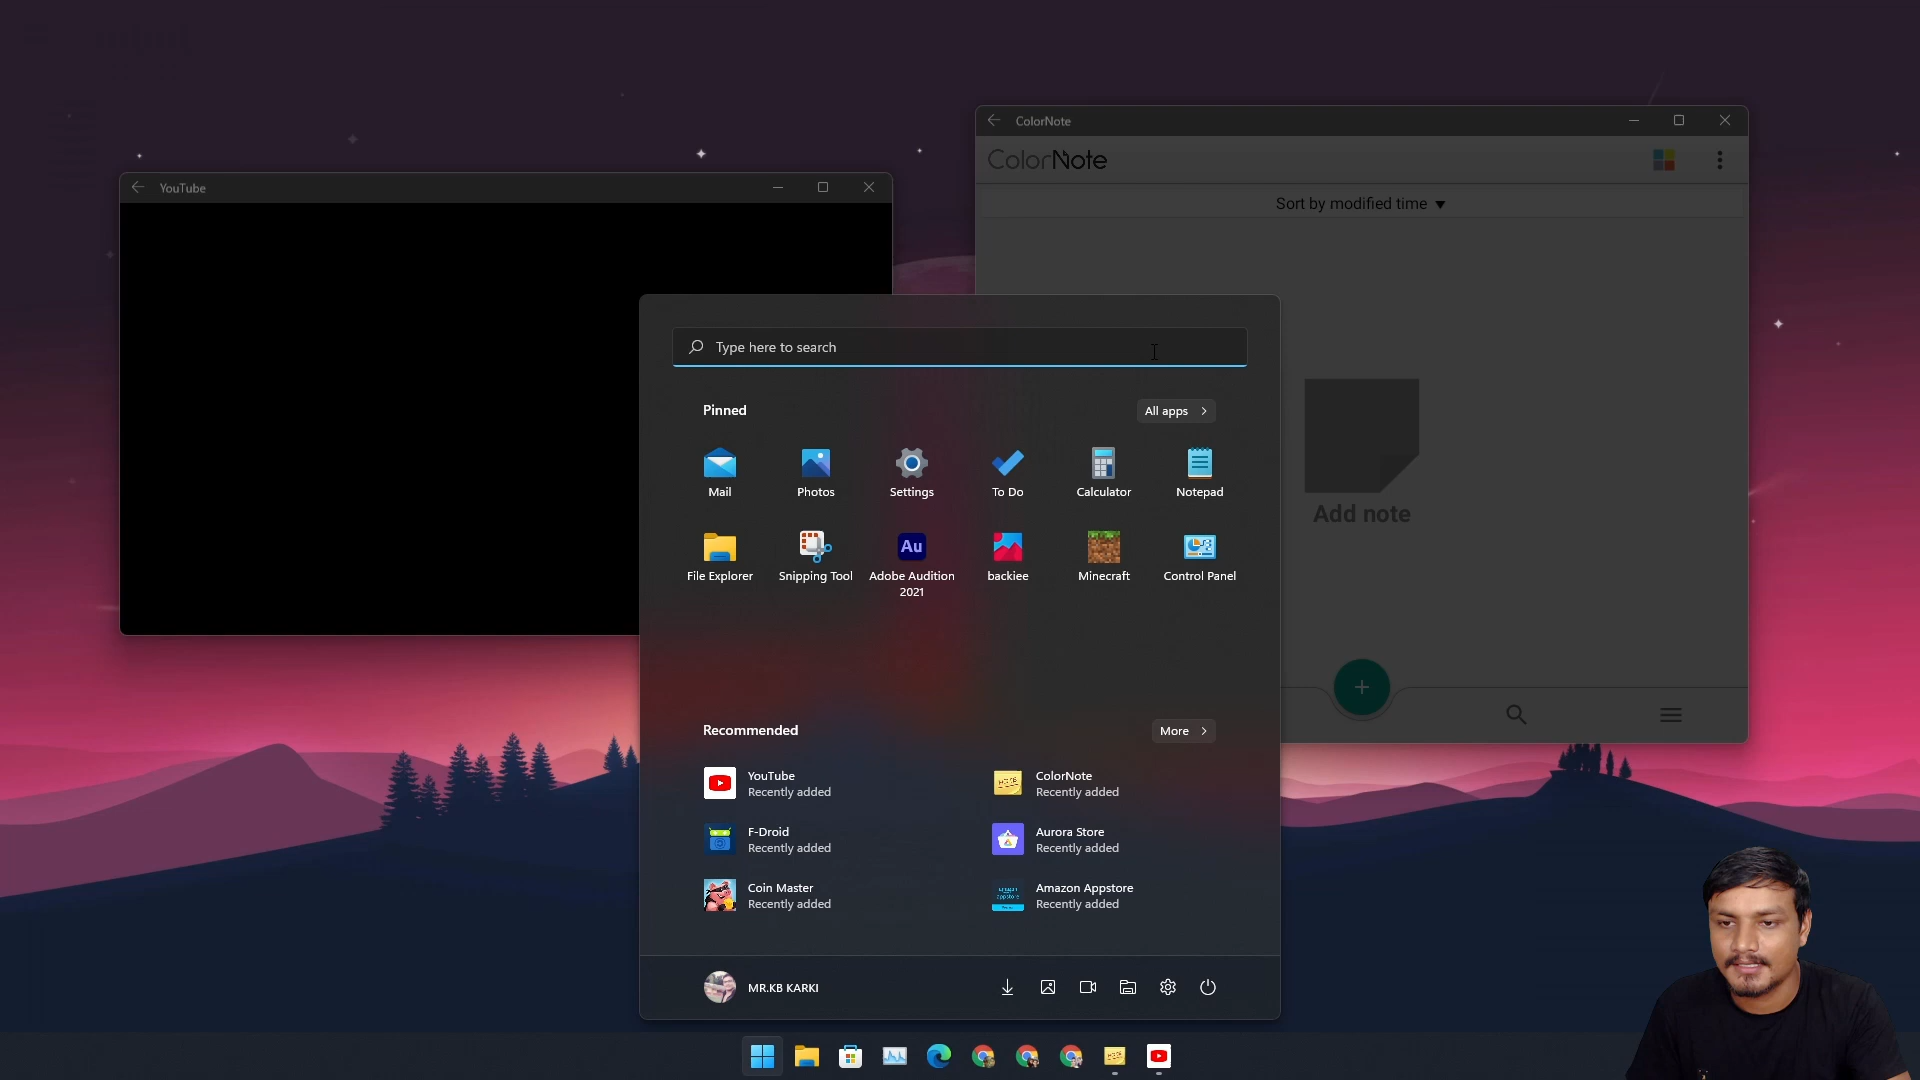 YouTube
ColorNote
ColorNote
Sort by modified time
Add note
Type here to search
Pinned
All apps
Mail
Photos
Settings
To Do
Calculator
Notepad
File Explorer
Snipping Tool
Au
Adobe Audition
2021
backiee
Minecraft
Control Panel
Recommended
More
YouTube
Recently added
ColorNote
Recently added
F-Droid
Recently added
Aurora Store
Recently added
Coin Master
Recently added
amazon
appstore
Amazon Appstore
Recently added
MR.KB KARKI